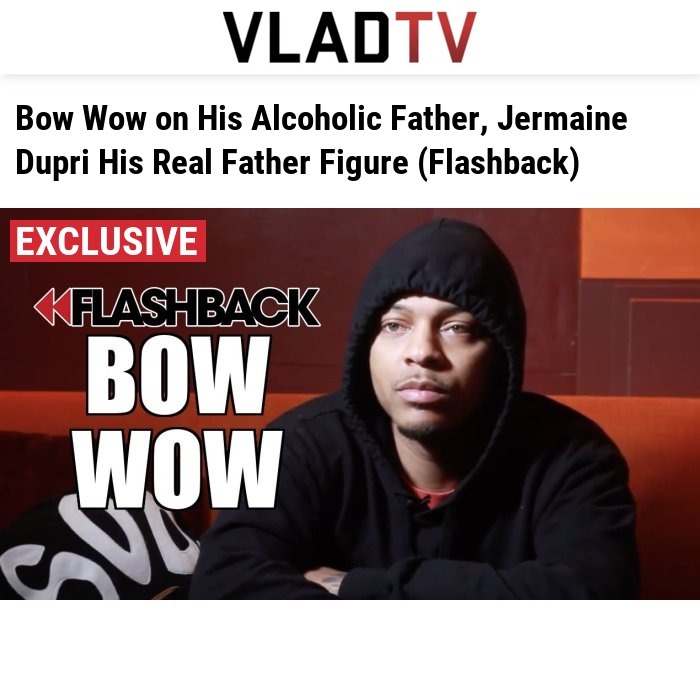 VLADTV
Bow Wow on His Alcoholic Father, Jermaine
Dupri His Real Father Figure (Flashback)
EXCLUSIVE
FLASHBACK
BOW
WOW